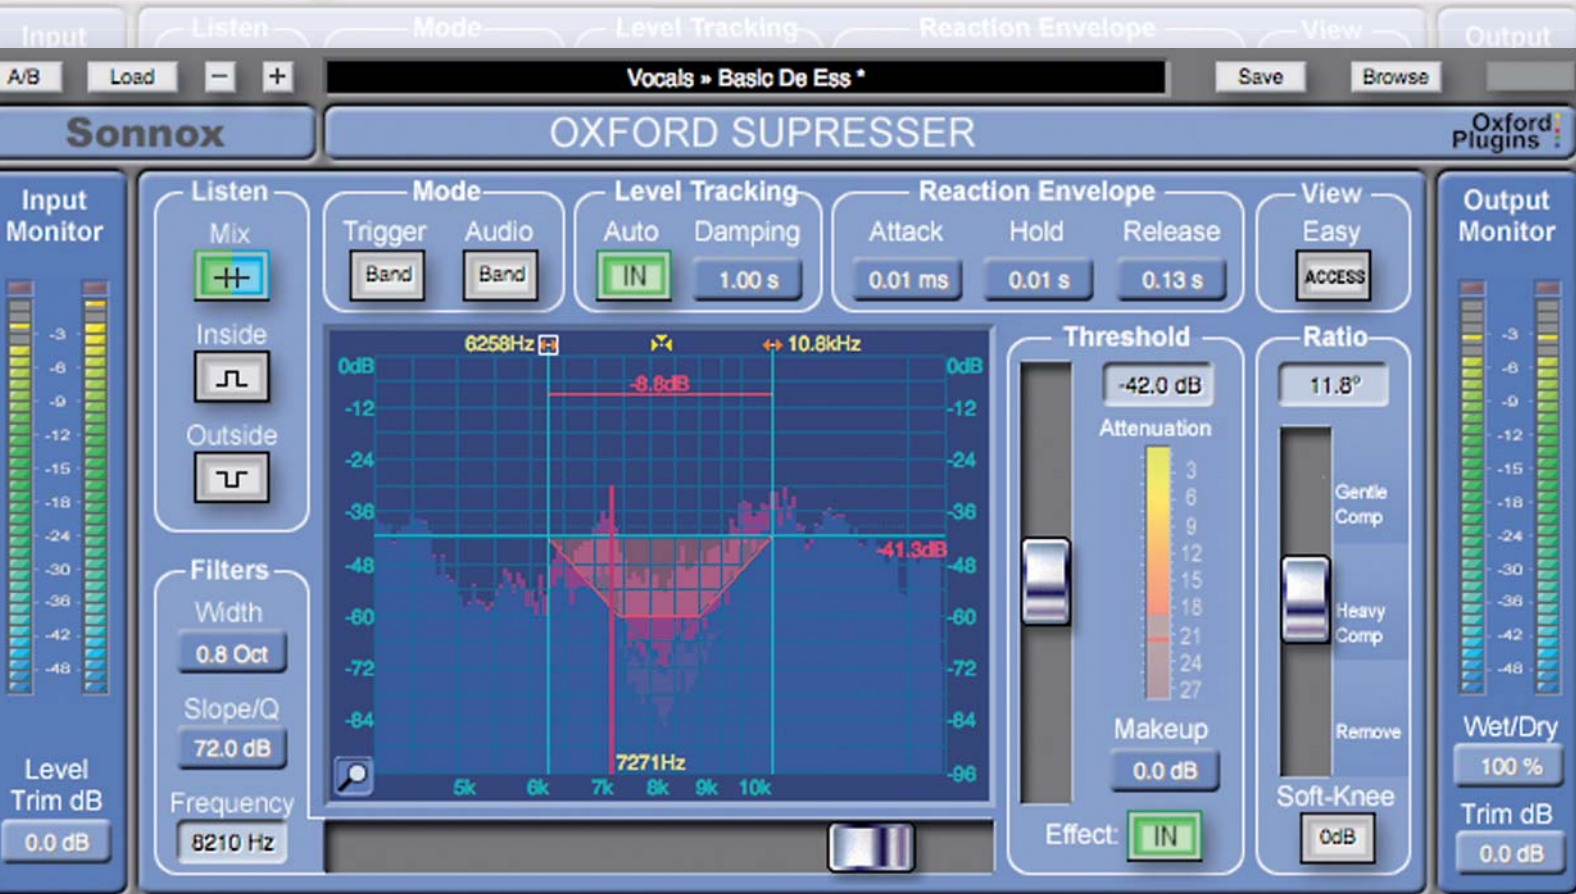 Input
Listen
Mode
Level Tracking
Reaction Envelope
View
Output
A/B
Load
−
+
Vocals » Basic De Ess *
Save
Browse
Sonnox
OXFORD SUPRESSER
Oxford
Plugins
Input
Monitor
-3
-6
-9
-12
-15
-18
-24
-30
-36
-42
-48
Level
Trim dB
0.0 dB
Listen
Mix
Inside
Outside
Filters
Width
0.8 Oct
Slope/Q
72.0 dB
Frequency
8210 Hz
Mode
Trigger
Audio
Band
Band
Level Tracking
Auto
Damping
IN
1.00 s
Reaction Envelope
Attack
Hold
Release
0.01 ms
0.01 s
0.13 s
View
Easy
ACCESS
6258Hz
10.8kHz
0dB
-12
-24
-36
-48
-60
-72
-84
-8.8dB
-41.3dB
0dB
-12
-24
-36
-48
-60
-72
-84
-96
7271Hz
5k 6k 7k 8k 9k 10k
Threshold
-42.0 dB
Attenuation
3
6
9
12
15
18
21
24
27
Makeup
0.0 dB
Effect: IN
Ratio
11.8º
Gentle
Comp
Heavy
Comp
Remove
Soft-Knee
0dB
Output
Monitor
-3
-6
-9
-12
-15
-18
-24
-30
-36
-42
-48
Wet/Dry
100 %
Trim dB
0.0 dB